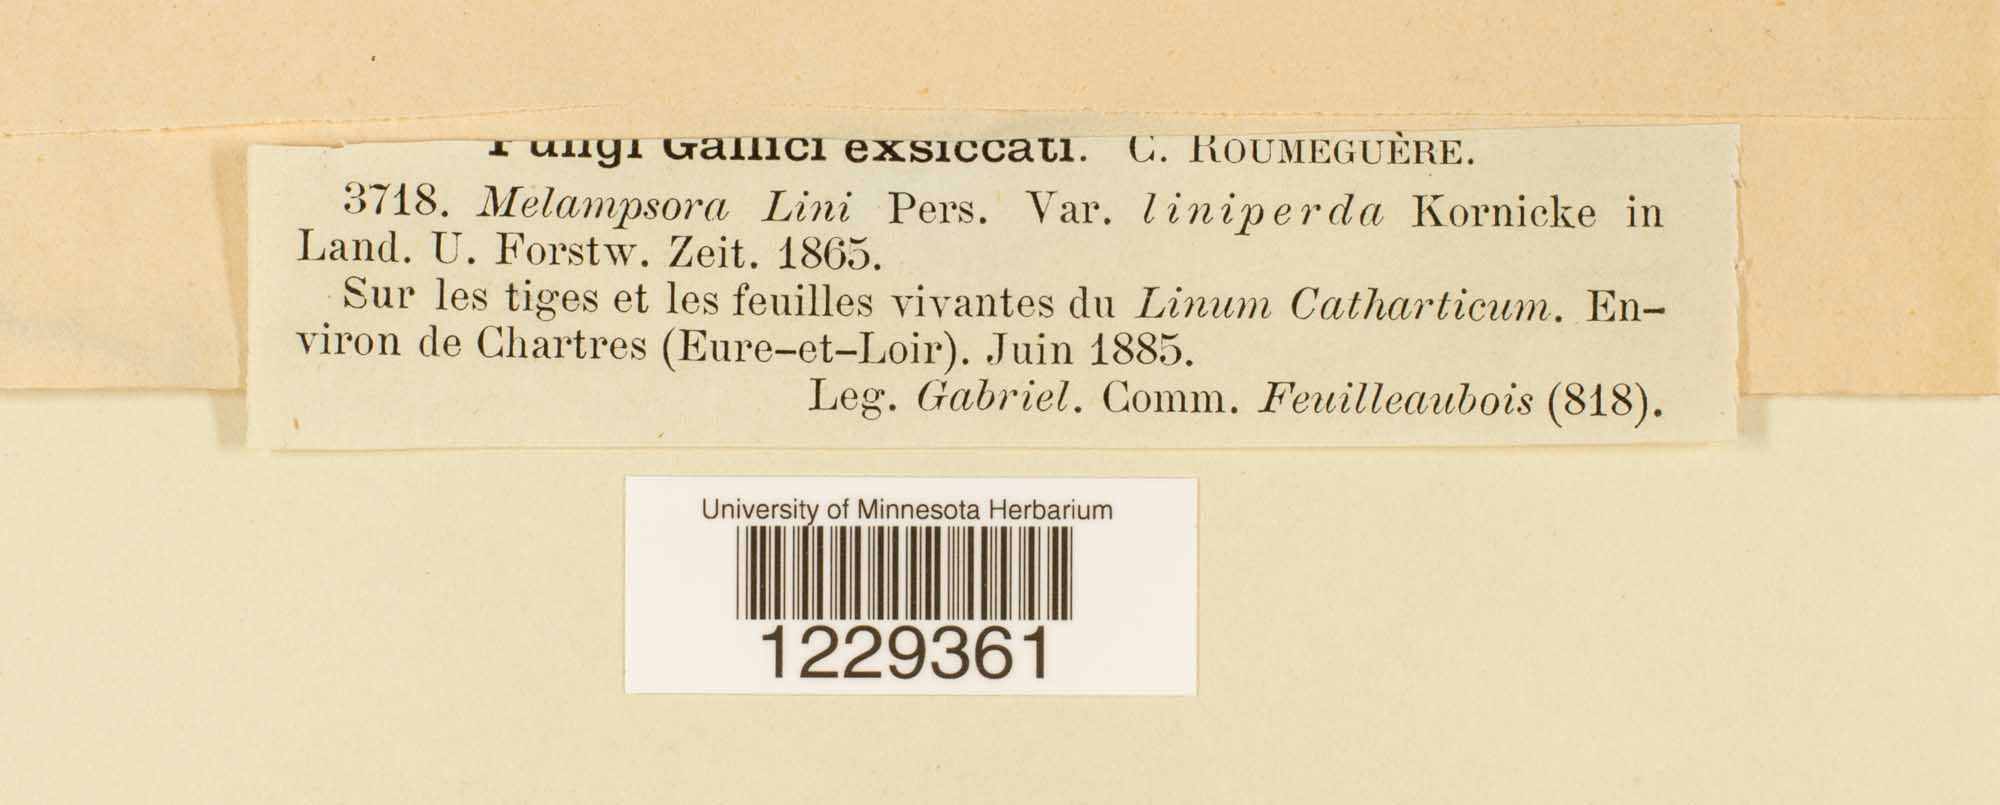 Fungi Gallici exsiccati. C. ROUMEGUÈRE.
3718. Melampsora Lini Pers. Var. liniperda Kornicke in
Land. U. Forstw. Zeit. 1865.
Sur les tiges et les feuilles vivantes du Linum Catharticum. En-
viron de Chartres (Eure-et-Loir). Juin 1885.
Leg. Gabriel. Comm. Feuilleaubois (818).
University of Minnesota Herbarium
1229361